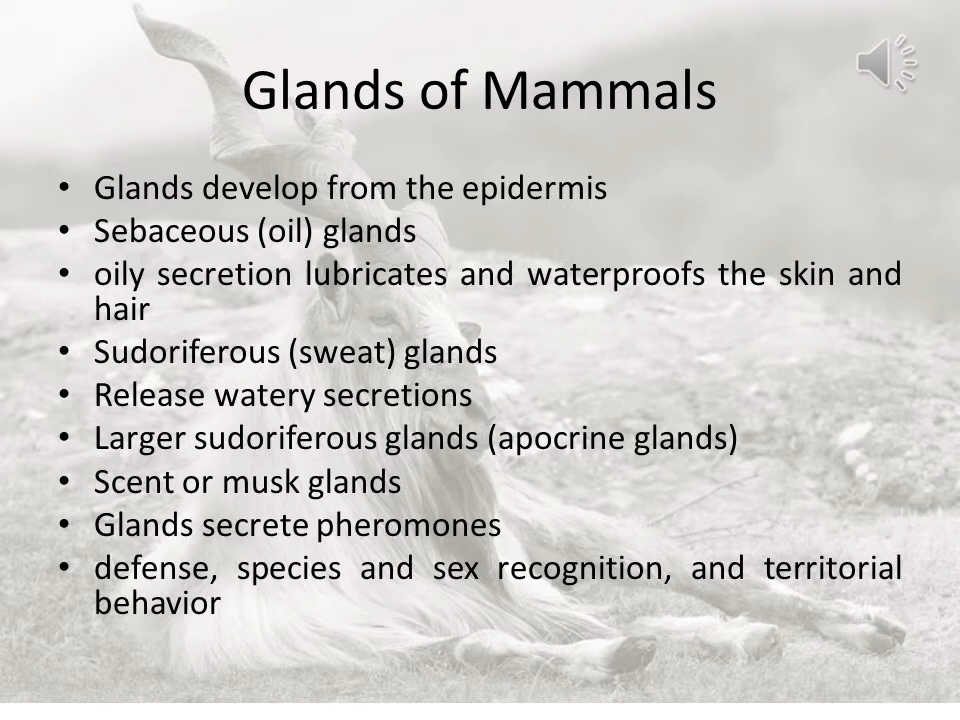 Glands of Mammals
• Glands develop from the epidermis
• Sebaceous (oil) glands
• oily secretion lubricates and waterproofs the skin and
hair
• Sudoriferous (sweat) glands
• Release watery secretions
• Larger sudoriferous glands (apocrine glands)
• Scent or musk glands
• Glands secrete pheromones
• defense, species and sex recognition, and territorial
behavior